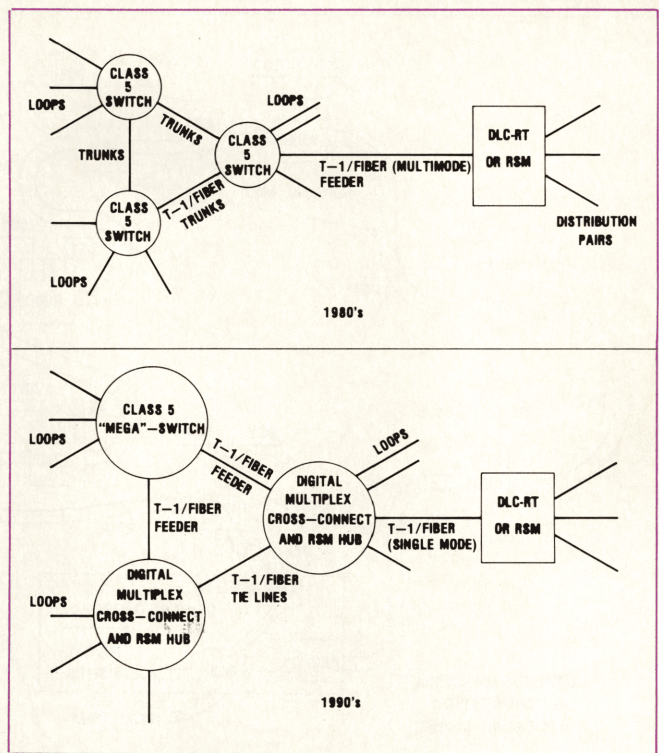 CLASS
5
SWITCH
LOOPS
TRUNKS
TRUNKS
CLASS
5
SWITCH
LOOPS
T-1/FIBER
TRUNKS
CLASS
5
SWITCH
LOOPS
T-1/FIBER (MULTIMODE)
FEEDER
DLC-RT
OR RSM
DISTRIBUTION
PAIRS
1980's
CLASS 5
"MEGA"-SWITCH
LOOPS
T-1/FIBER
FEEDER
T-1/FIBER
FEEDER
DIGITAL
MULTIPLEX
CROSS-CONNECT
AND RSM HUB
LOOPS
T-1/FIBER
(SINGLE MODE)
DLC-RT
OR RSM
T-1/FIBER
TIE LINES
DIGITAL
MULTIPLEX
CROSS-CONNECT
AND RSM HUB
LOOPS
1990's